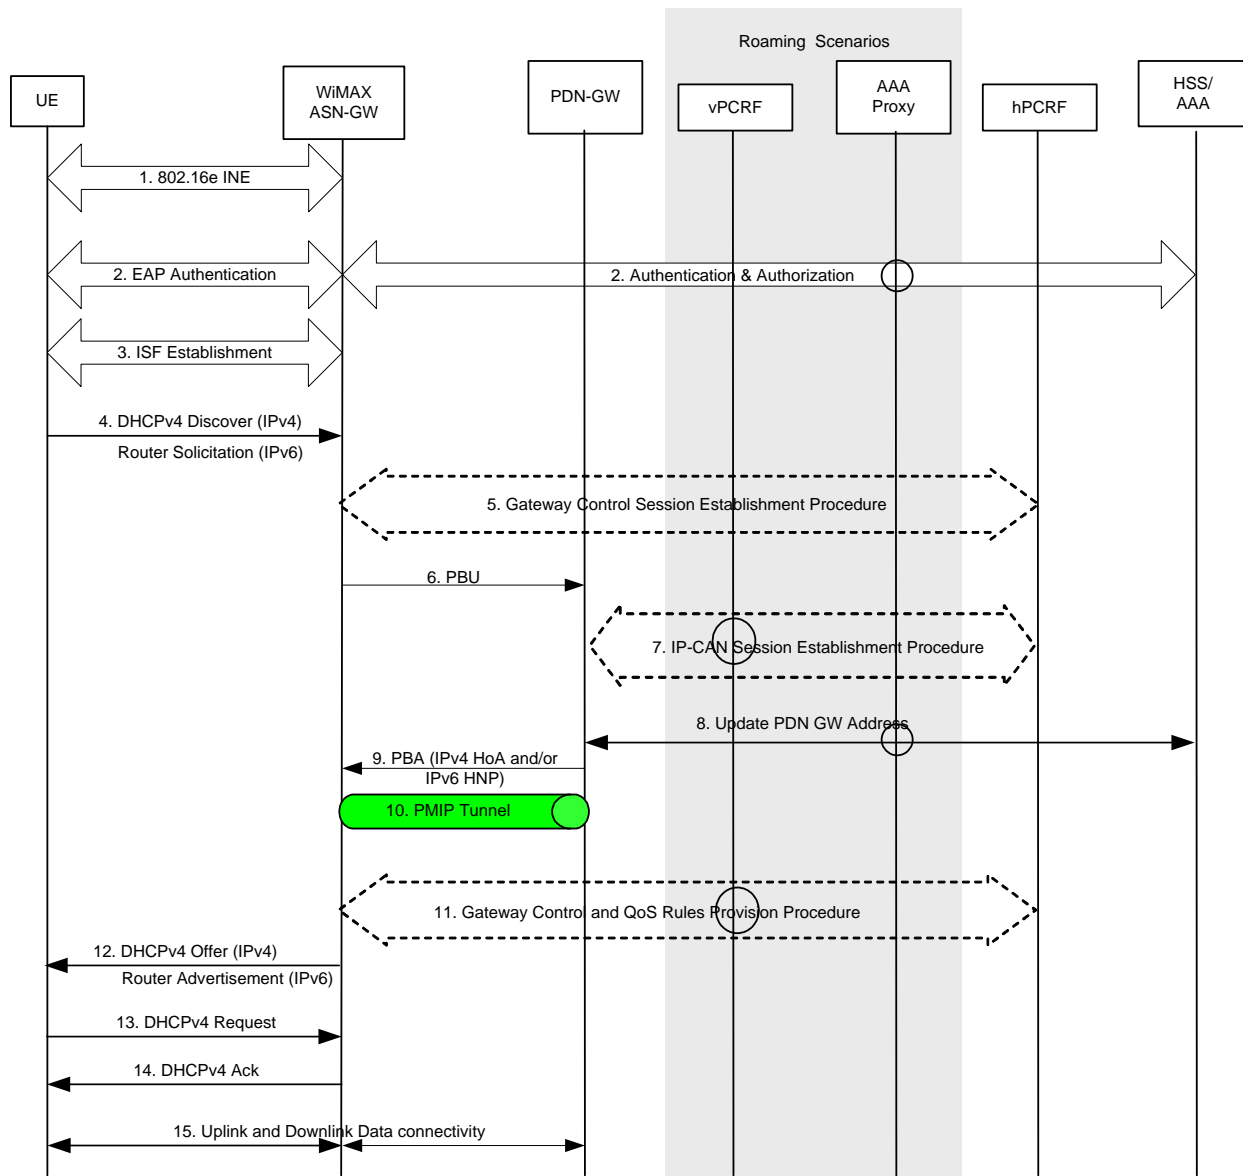 Roaming Scenarios
UE
WiMAX
ASN-GW
PDN-GW
vPCRF
AAA
Proxy
hPCRF
HSS/
AAA
1. 802.16e INE
2. EAP Authentication
2. Authentication & Authorization
3. ISF Establishment
4. DHCPv4 Discover (IPv4)
Router Solicitation (IPv6)
5. Gateway Control Session Establishment Procedure
6. PBU
7. IP-CAN Session Establishment Procedure
8. Update PDN GW Address
9. PBA (IPv4 HoA and/or
IPv6 HNP)
10. PMIP Tunnel
11. Gateway Control and QoS Rules Provision Procedure
12. DHCPv4 Offer (IPv4)
Router Advertisement (IPv6)
13. DHCPv4 Request
14. DHCPv4 Ack
15. Uplink and Downlink Data connectivity